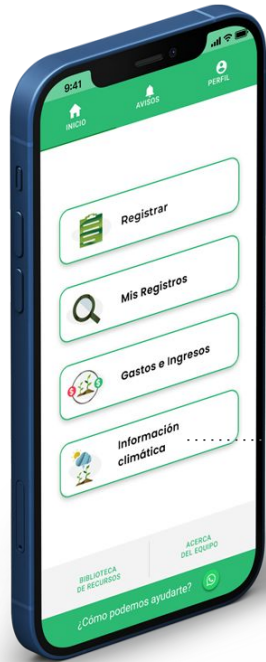 9:41
INICIO
AVISOS
PERFIL
Registrar
Mis Registros
Gastos e Ingresos
Información
climática
BIBLIOTECA
DE RECURSOS
ACERCA
DEL EQUIPO
¿Cómo podemos ayudarte?